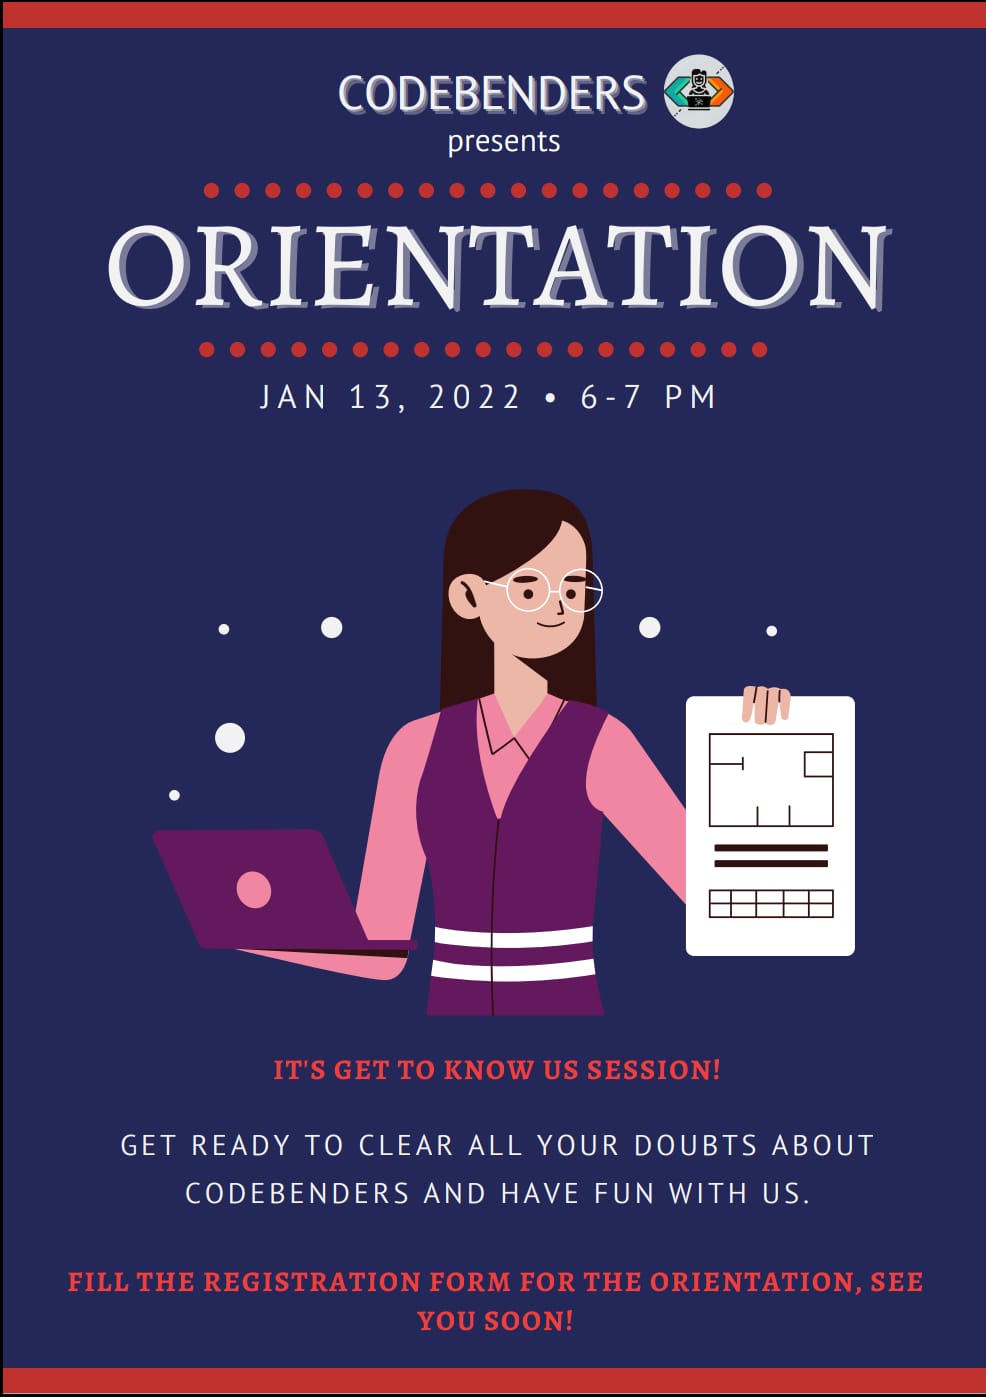 CODEBENDERS
presents
ORIENTATION
JAN 13, 2022 • 6-7 PM
IT'S GET TO KNOW US SESSION!
GET READY TO CLEAR ALL YOUR DOUBTS ABOUT
CODEBENDERS AND HAVE FUN WITH US.
FILL THE REGISTRATION FORM FOR THE ORIENTATION, SEE
YOU SOON!